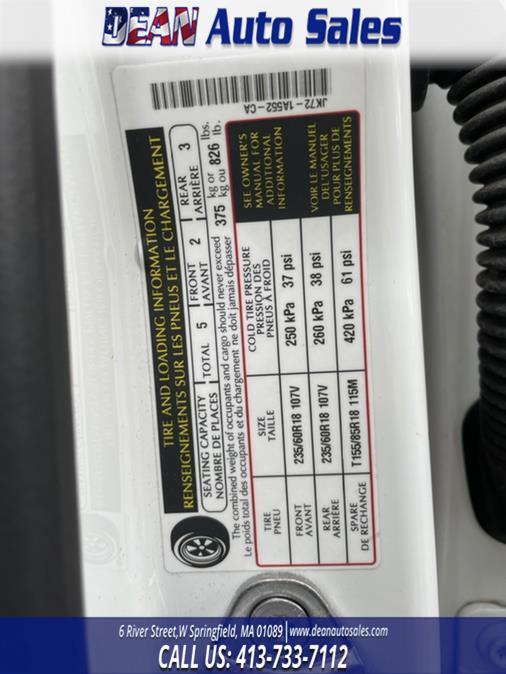 DEAN Auto Sales
JK72-1A552-CA
TIRE AND LOADING INFORMATION
RENSEIGNEMENTS SUR LES PNEUS ET LE CHARGEMENT
SEATING CAPACITY
NOMBRE DE PLACES
TOTAL 5
FRONT
AVANT
2
REAR
ARRIÈRE
3
The combined weight of occupants and cargo should never exceed
Le poids total des occupants et du chargement ne doit jamais dépasser
375 kg or
kg ou
826 lbs.
lb.
TIRE
PNEU
SIZE
TAILLE
COLD TIRE PRESSURE
PRESSION DES
PNEUS À FROID
SEE OWNER'S
MANUAL FOR
ADDITIONAL
INFORMATION
FRONT
AVANT
235/60R18 107V
250 kPa 37 psi
REAR
ARRIÈRE
235/60R18 107V
260 kPa 38 psi
VOIR LE MANUEL
DE L'USAGER
POUR PLUS DE
RENSEIGNEMENTS
SPARE
DE RECHANGE
T155/85R18 115M
420 kPa 61 psi
6 River Street,W Springfield, MA 01089 | www.deanautosales.com
CALL US: 413-733-7112